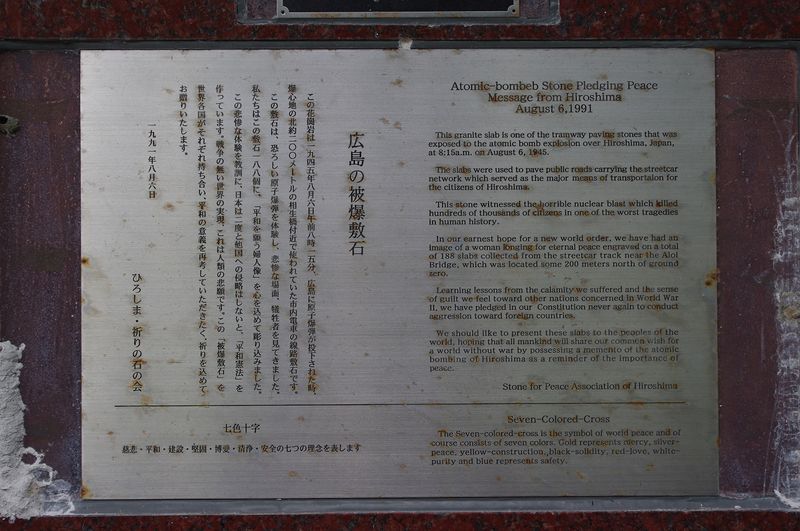 広島の被爆敷石
この花崗岩は一九四五年八月六日午前八時一五分、広島に原子爆弾が投下された時、
爆心地の北約二〇〇メートルの相生橋付近で使われていた市内電車の線路敷石です。
この敷石は、恐ろしい原子爆弾を体験し、悲惨な場面、犠牲者を見てきました。
私たちはこの敷石一八八個に、「平和を願う婦人像」を心を込めて彫り込みました。
この悲惨な体験を教訓に、日本は二度と他国への侵略はしないと、「平和憲法」を
作っています。戦争の無い世界の実現、これは人類の悲願です。この「被爆敷石」を
世界各国がそれぞれ持ち合い、平和の意義を再考していただきたく、祈りを込めて
お贈りいたします。
一九九一年八月六日
ひろしま・祈りの石の会
Atomic-bombeb Stone Pledging Peace
Message from Hiroshima
August 6,1991
This granite slab is one of the tramway paving stones that was
exposed to the atomic bomb explosion over Hiroshima, Japan,
at 8;15a.m. on August 6, 1945.
The slabs were used to pave public roads carrying the streetcar
network which served as the major means of transportaion for
the citizens of Hiroshima.
This stone witnessed the horrible nuclear blast which killed
hundreds of thousands of citizens in one of the worst tragedies
in human history.
In our earnest hope for a new world order, we have had an
image of a woman longing for eternal peace engraved on a total
of 188 slabs collected from the streetcar track near the Aioi
Bridge, which was located some 200 meters north of ground
zero.
Learning lessons from the calamity we suffered and the sense
of guilt we feel toward other nations concerned in World War
II, we have pledged in our Constitution never again to conduct
aggression toward foreign countries.
We should like to present these slabs to the peoples of the
world, hoping that all mankind will share our common wish for
a world without war by possessing a memento of the atomic
bombing of Hiroshima as a reminder of the importance of
peace.
Stone for Peace Association of Hiroshima
七色十字
慈悲・平和・建設・堅固・博愛・清浄・安全の七つの理念を表します
Seven-Colored-Cross
The Seven-colored-cross is the symbol of world peace and of
course consists of seven colors. Gold represents mercy, silver-
peace, yellow-construction, black-solidity, red-love, white-
purity and blue represents safety.